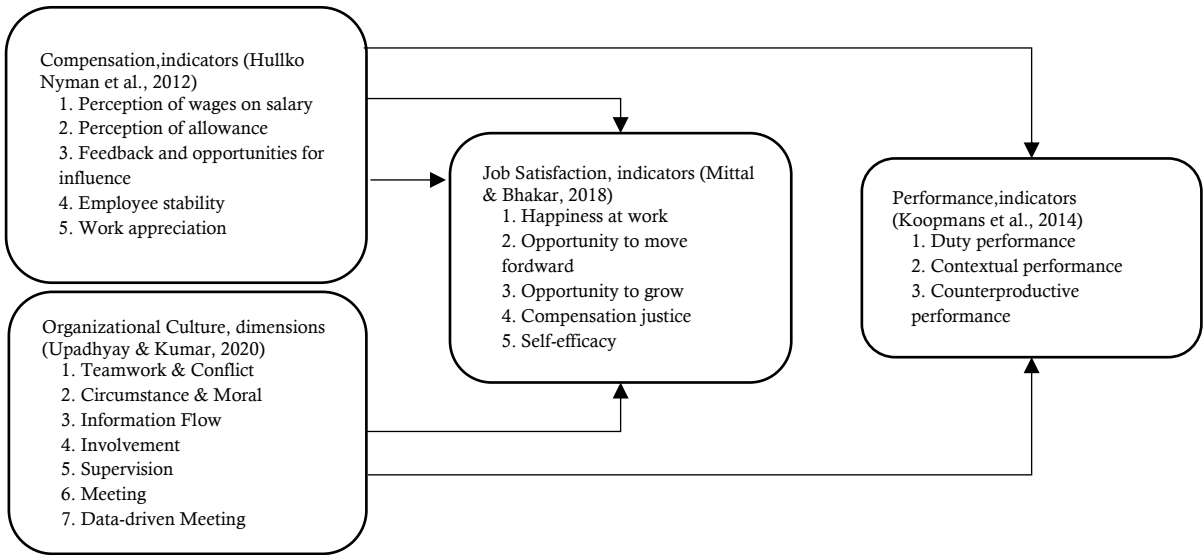 Compensation,indicators (Hullko
Nyman et al., 2012)
1. Perception of wages on salary
2. Perception of allowance
3. Feedback and opportunities for
influence
4. Employee stability
5. Work appreciation
Organizational Culture, dimensions
(Upadhyay & Kumar, 2020)
1. Teamwork & Conflict
2. Circumstance & Moral
3. Information Flow
4. Involvement
5. Supervision
6. Meeting
7. Data-driven Meeting
Job Satisfaction, indicators (Mittal
& Bhakar, 2018)
1. Happiness at work
2. Opportunity to move
fordward
3. Opportunity to grow
4. Compensation justice
5. Self-efficacy
Performance,indicators
(Koopmans et al., 2014)
1. Duty performance
2. Contextual performance
3. Counterproductive
performance